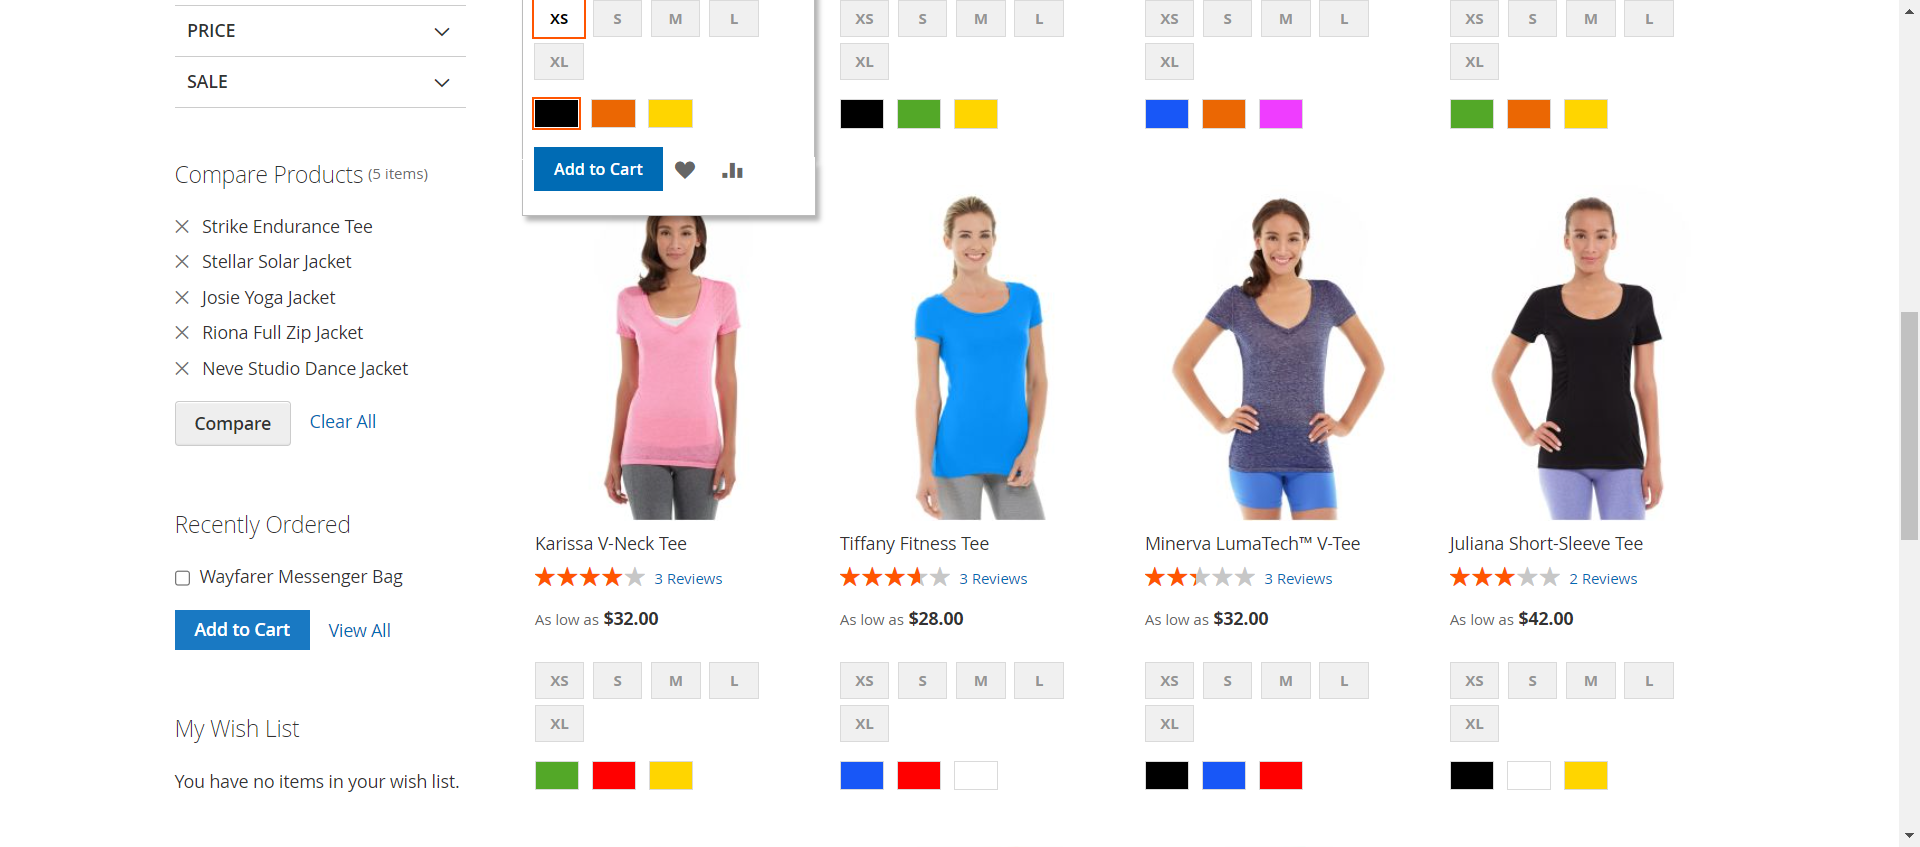 PRICE
SALE
Compare Products (5 items)
Strike Endurance Tee
Stellar Solar Jacket
Josie Yoga Jacket
Riona Full Zip Jacket
Neve Studio Dance Jacket
Compare Clear All
Recently Ordered
Wayfarer Messenger Bag
Add to Cart View All
My Wish List
You have no items in your wish list.
XS S M L
XL
Add to Cart
XS S M L
XL
XS S M L
XL
XS S M L
XL
Karissa V-Neck Tee
3 Reviews
As low as $32.00
XS S M L
XL
Tiffany Fitness Tee
3 Reviews
As low as $28.00
XS S M L
XL
Minerva LumaTech™ V-Tee
3 Reviews
As low as $32.00
XS S M L
XL
Juliana Short-Sleeve Tee
2 Reviews
As low as $42.00
XS S M L
XL